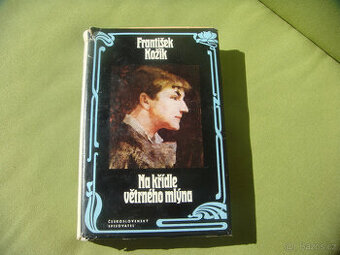 František
Kožík
Na křídle
větrného mlýna
ČESKOSLOVENSKÝ
SPISOVATEL